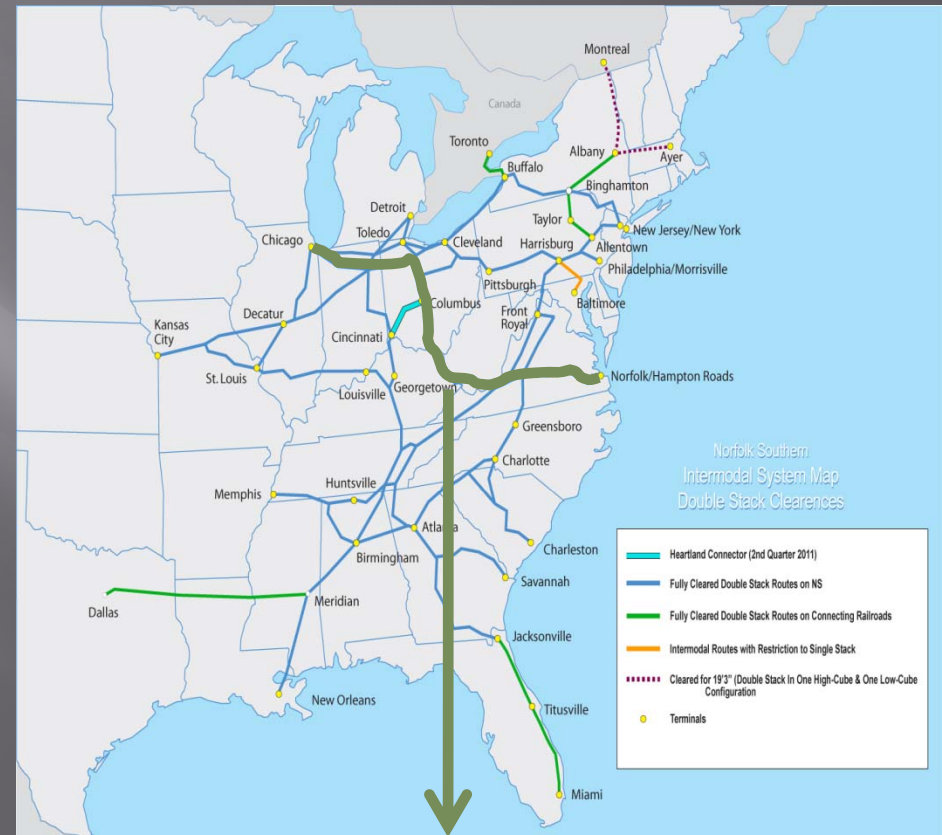 Montreal
Canada
Toronto
Albany
Ayer
Buffalo
Binghamton
Detroit
Taylor
New Jersey/New York
Chicago
Toledo
Cleveland
Harrisburg
Allentown
Philadelphia/Morrisville
Pittsburgh
Baltimore
Columbus
Front
Royal
Decatur
Kansas
City
Cincinnati
St. Louis
Louisville
Georgetown
Norfolk/Hampton Roads
Greensboro
Charlotte
Norfolk Southern
Intermodal System Map
Double Stack Clearences
Memphis
Huntsville
Atlanta
Birmingham
Charleston
Savannah
Dallas
Meridian
Jacksonville
New Orleans
Titusville
Miami
Heartland Connector (2nd Quarter 2011)
Fully Cleared Double Stack Routes on NS
Fully Cleared Double Stack Routes on Connecting Railroads
Intermodal Routes with Restriction to Single Stack
Cleared for 19'3" (Double Stack In One High-Cube & One Low-Cube
Configuration
Terminals